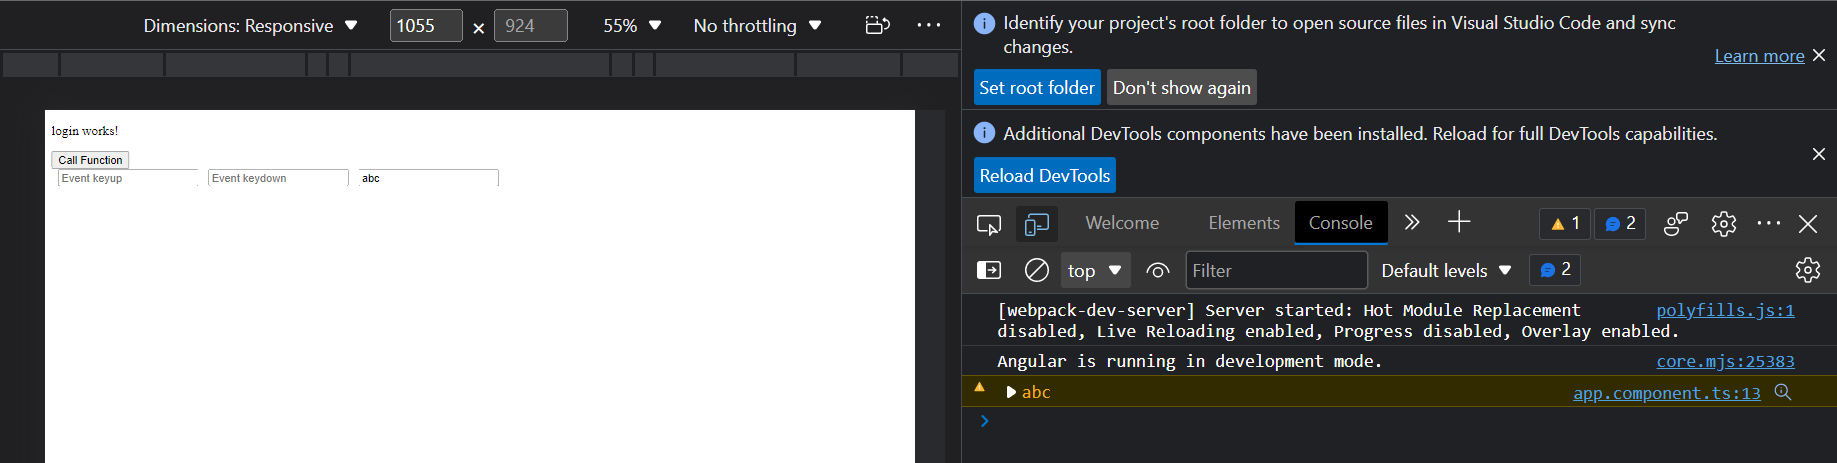 Dimensions: Responsive ▼ 1055 × 924 55% ▼ No throttling ▼
login works!
Call Function
Event keyup Event keydown abc
Identify your project's root folder to open source files in Visual Studio Code and sync
changes.
Learn more
Set root folder Don't show again
Additional DevTools components have been installed. Reload for full DevTools capabilities.
Reload DevTools
Welcome Elements Console 1 2
top ▼ Filter Default levels ▼ 2
[webpack-dev-server] Server started: Hot Module Replacement polyfills.js:1
disabled, Live Reloading enabled, Progress disabled, Overlay enabled.
Angular is running in development mode. core.mjs:25383
abc app.component.ts:13